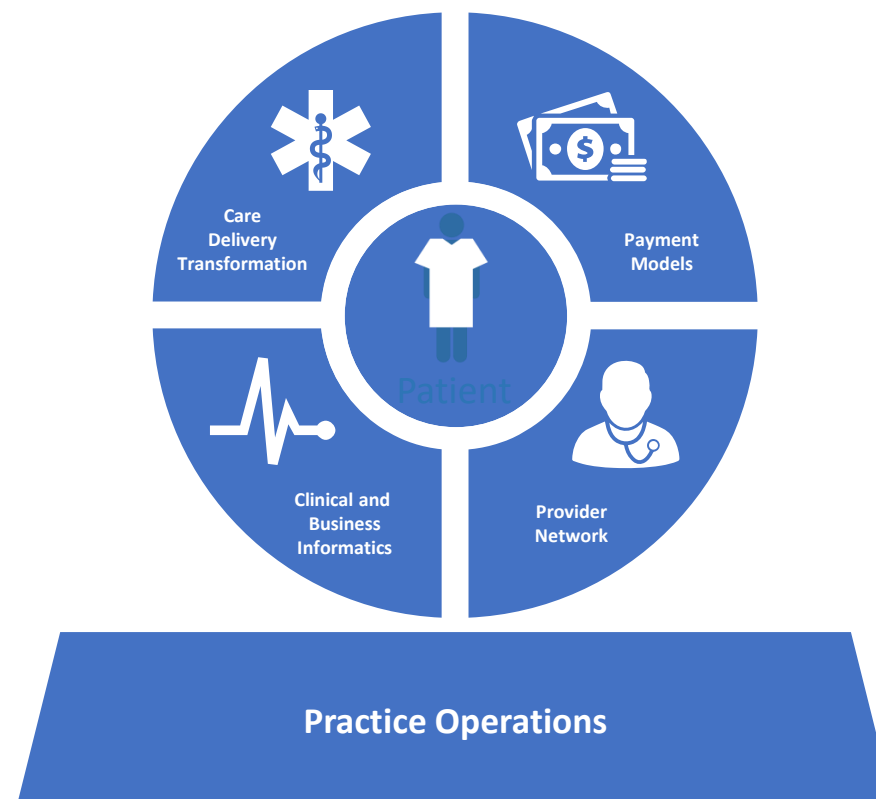 Care
Delivery
Transformation
Payment
Models
Patient
Clinical and
Business
Informatics
Provider
Network
Practice Operations